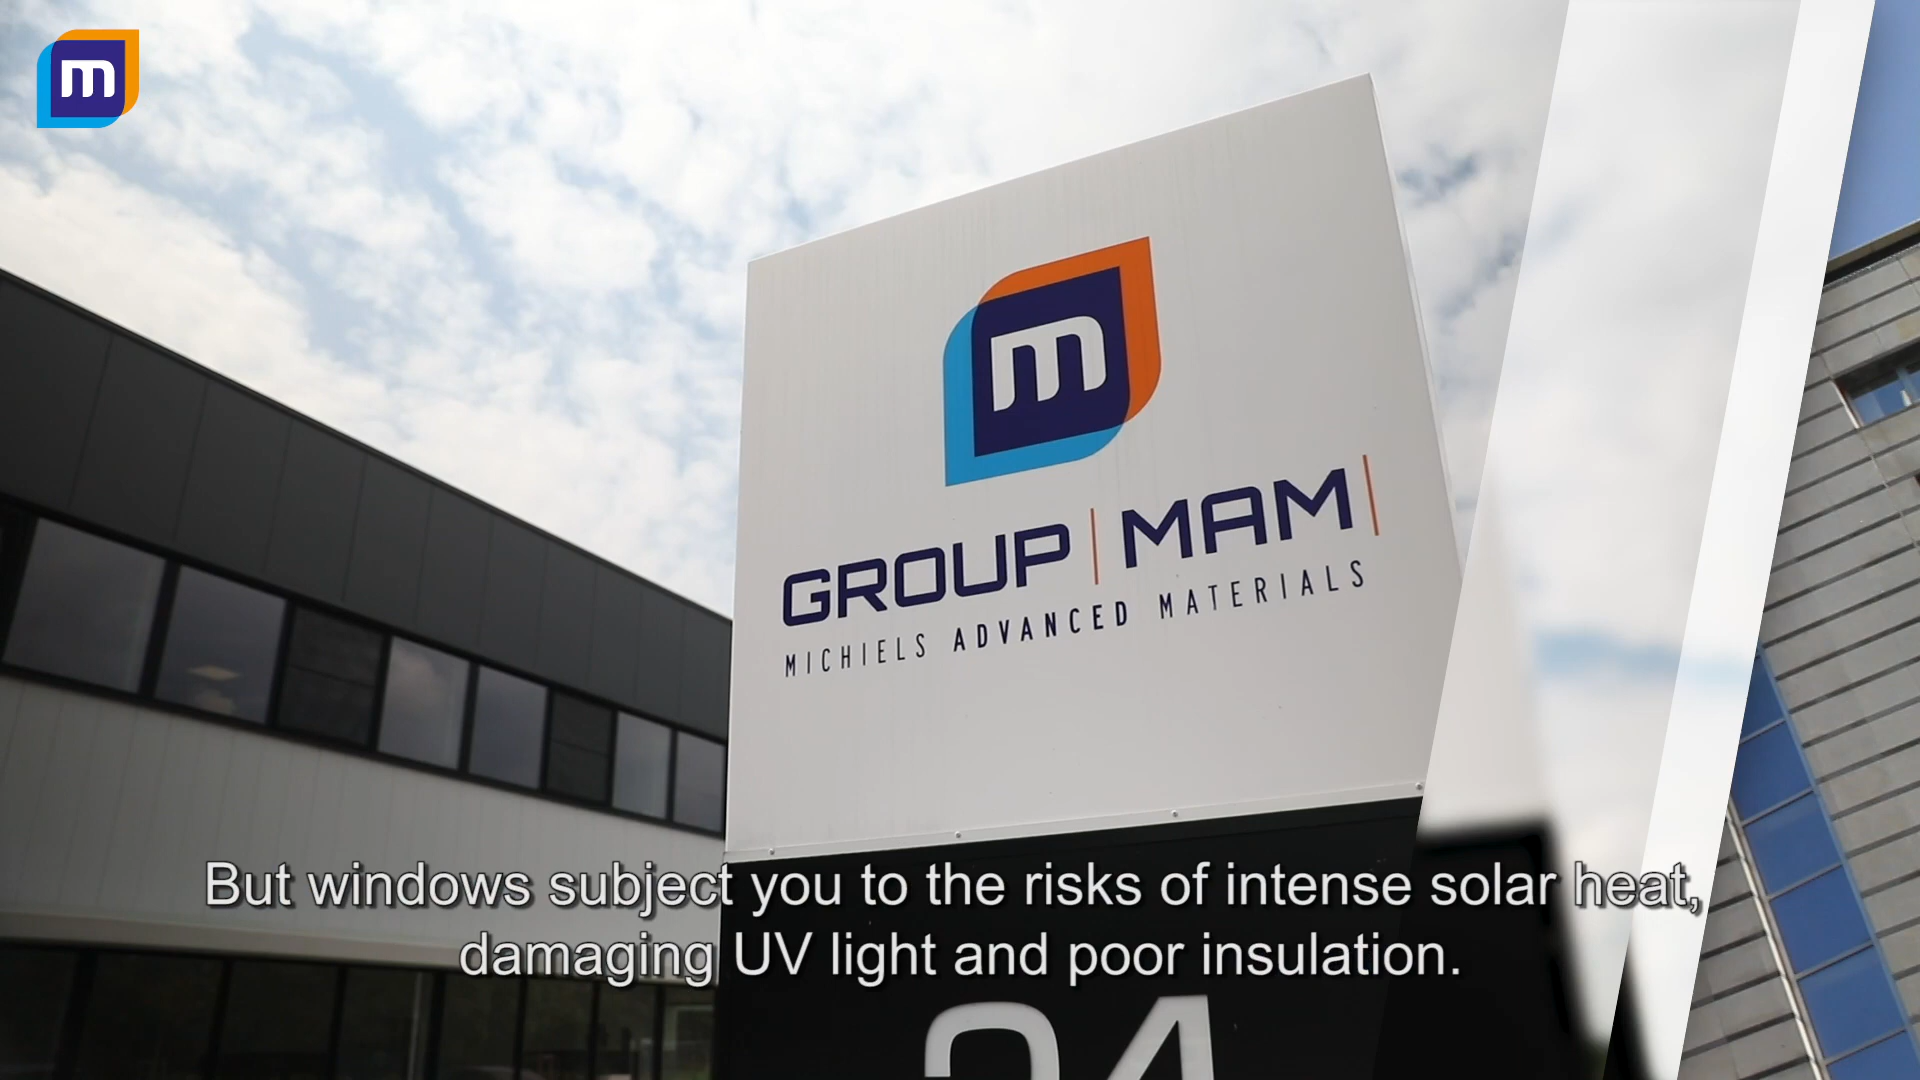 m
m
GROUP | MAM |
MICHIELS ADVANCED MATERIALS
But windows subject you to the risks of intense solar heat,
damaging UV light and poor insulation.
24